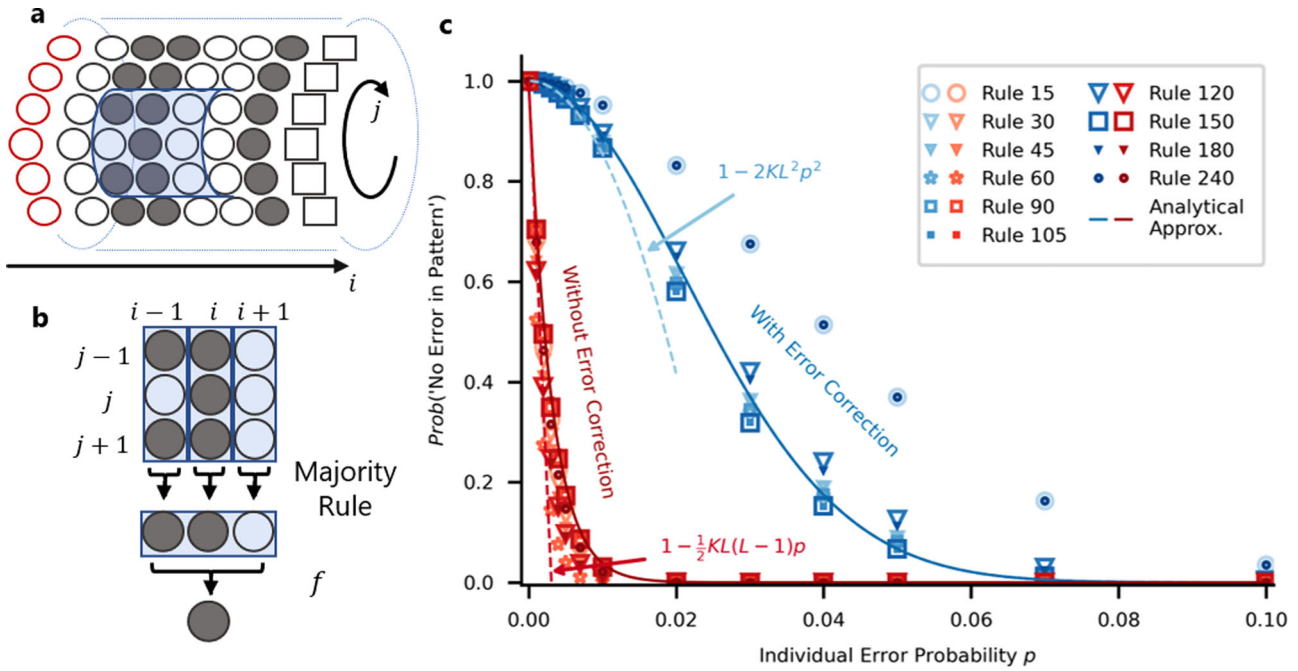 a
j
i
b
i − 1 i i + 1
j − 1
j
j + 1
Majority
Rule
f
c
Prob('No Error in Pattern')
1.0
0.8
0.6
0.4
0.2
0.0
0.00 0.02 0.04 0.06 0.08 0.10
Individual Error Probability p
1−2KL²p²
Without Error Correction
With Error Correction
1−½KL(L−1)p
Rule 15
Rule 30
Rule 45
Rule 60
Rule 90
Rule 105
Rule 120
Rule 150
Rule 180
Rule 240
Analytical
Approx.